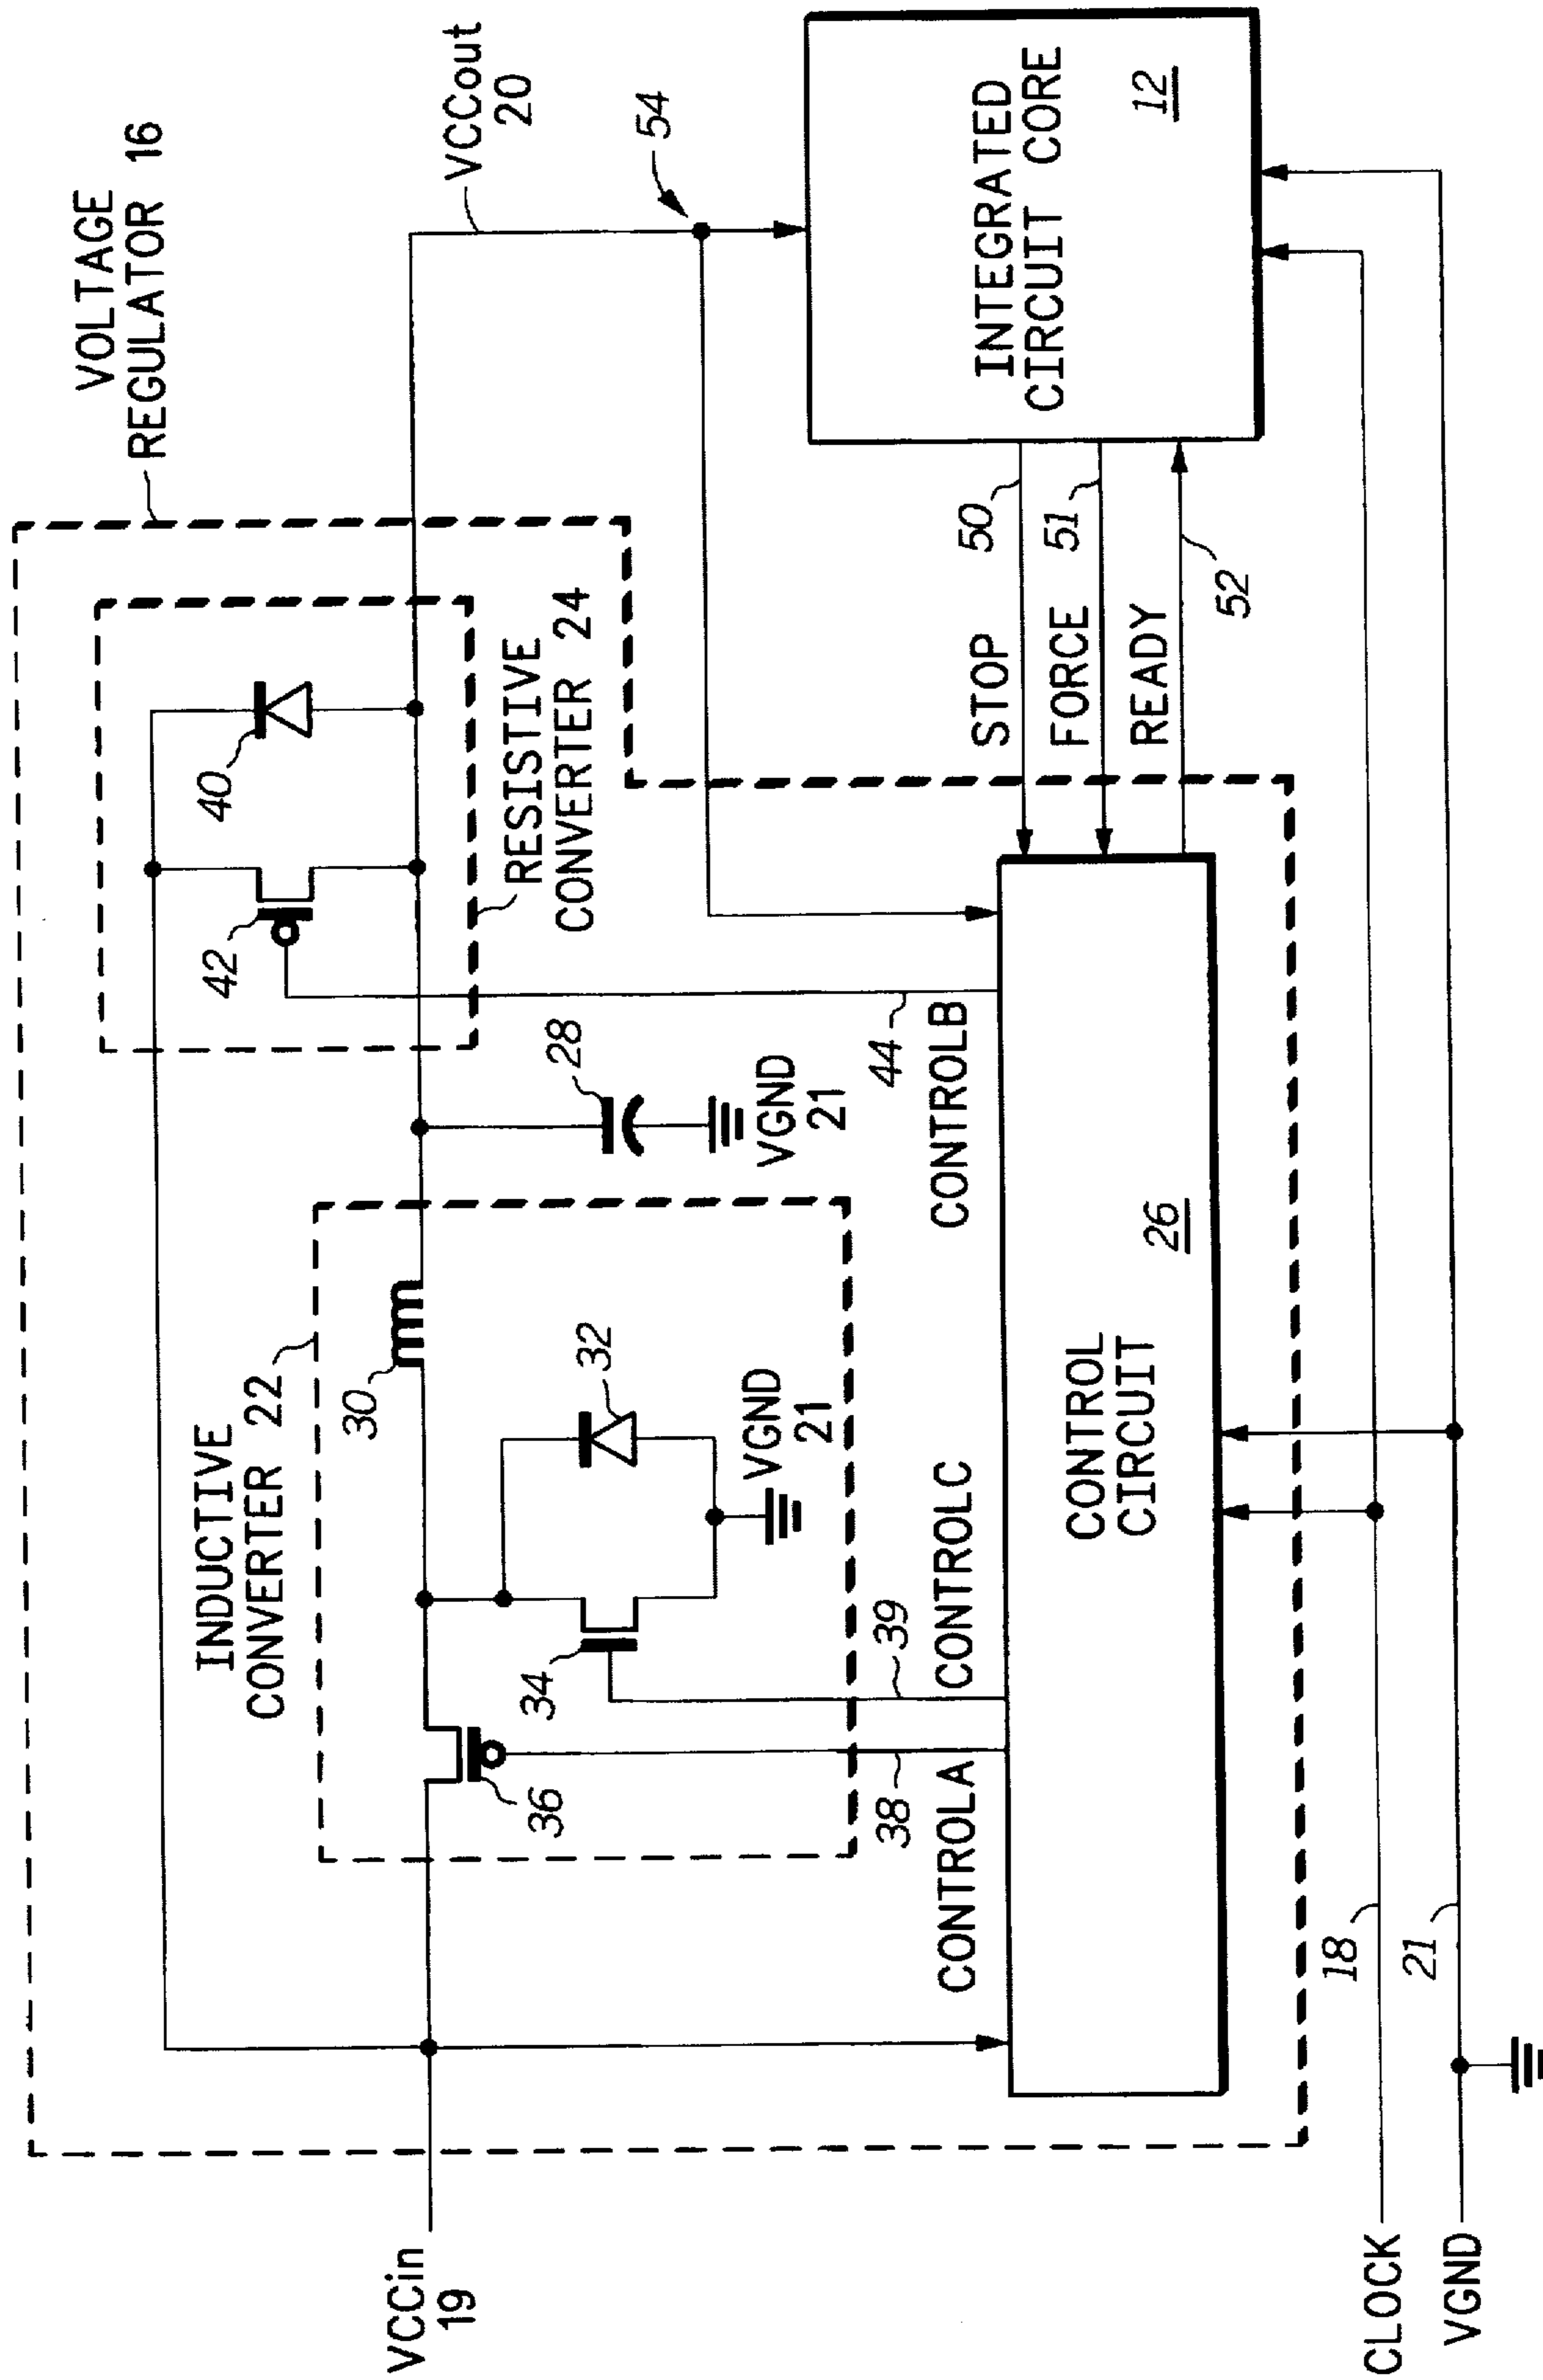 VOLTAGE
REGULATOR 16
INDUCTIVE
CONVERTER 22
40
42
RESISTIVE
CONVERTER 24
VCCout
20
54
VCCin
19
30
36
34
32
VGND
21
28
VGND
21
38
39
44
CONTROLA
CONTROLC
CONTROLB
CONTROL
CIRCUIT
26
STOP
50
FORCE
51
READY
52
INTEGRATED
CIRCUIT CORE
12
CLOCK
18
VGND
21